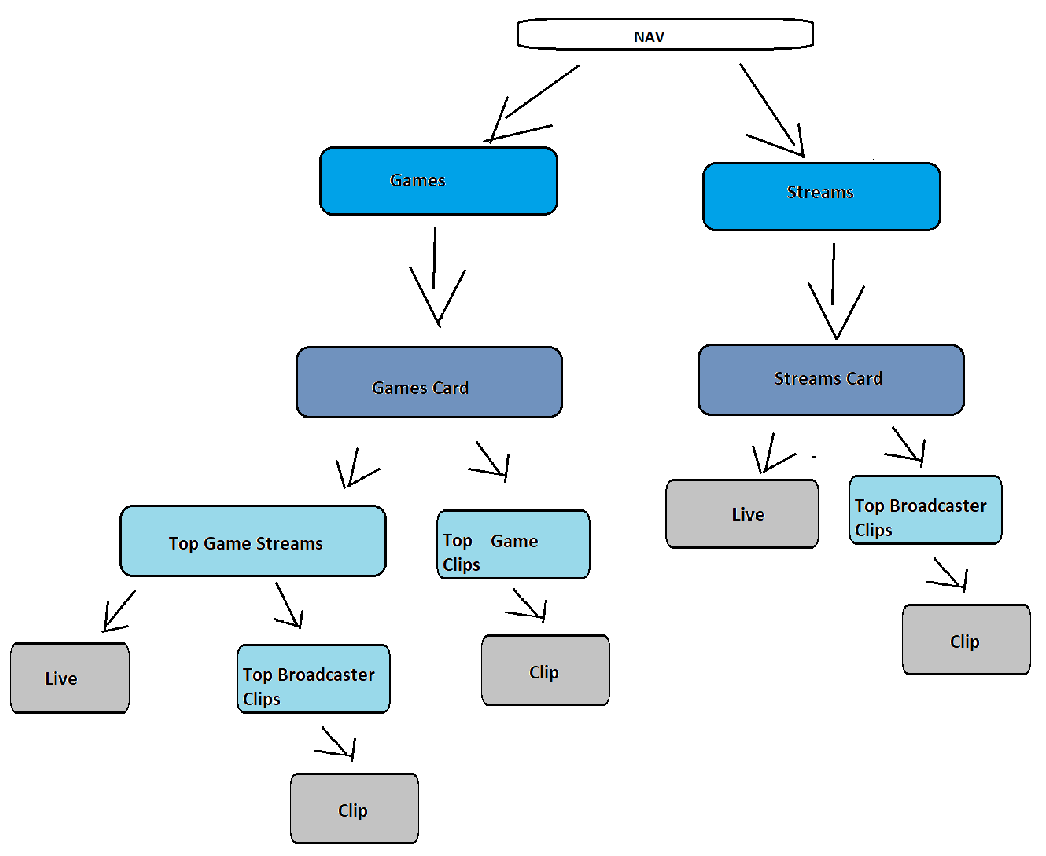 NAV
Games
Streams
Games Card
Streams Card
Top Game Streams
Top Game
Clips
Live
Top Broadcaster
Clips
Live
Top Broadcaster
Clips
Clip
Clip
Clip